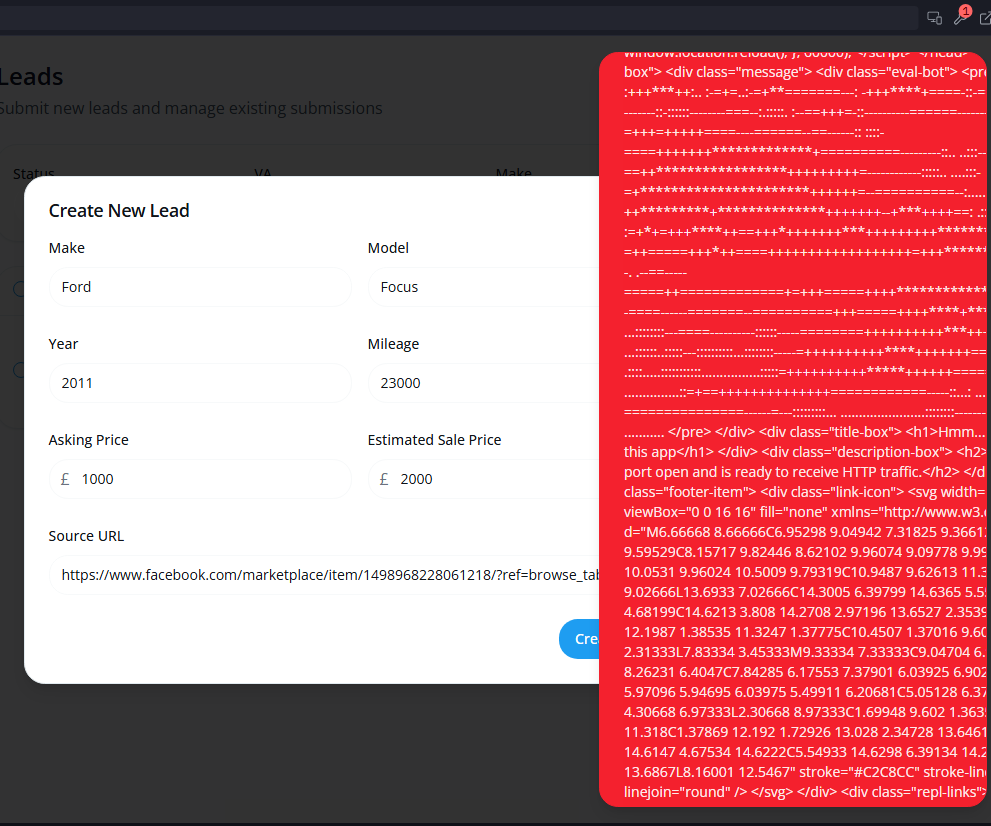 1
Leads
Submit new leads and manage existing submissions
Status VA Make
Create New Lead
Make Model
Ford Focus
Year Mileage
2011 23000
Asking Price Estimated Sale Price
£ 1000 £ 2000
Source URL
https://www.facebook.com/marketplace/item/1498968228061218/?ref=browse_tab
Cre
window.location.reload(); }, 60000); </script> </head>
box"> <div class="message"> <div class="eval-bot"> <pre
............ </pre> </div> <div class="title-box"> <h1>Hmm...
this app</h1> </div> <div class="description-box"> <h2>
port open and is ready to receive HTTP traffic.</h2> </d
class="footer-item"> <div class="link-icon"> <svg width=
viewBox="0 0 16 16" fill="none" xmlns="http://www.w3.
d="M6.66668 8.66666C6.95298 9.04942 7.31825 9.3661
9.59529C8.15717 9.82446 8.62102 9.96074 9.09778 9.99
10.0531 9.96024 10.5009 9.79319C10.9487 9.62613 11.3
9.02666L13.6933 7.02666C14.3005 6.39799 14.6365 5.5
4.68199C14.6213 3.808 14.2708 2.97196 13.6527 2.3539
12.1987 1.38535 11.3247 1.37775C10.4507 1.37016 9.60
2.31333L7.83334 3.45333M9.33334 7.33333C9.04704 6.
8.26231 6.4047C7.84285 6.17553 7.37901 6.03925 6.902
5.97096 5.94695 6.03975 5.49911 6.20681C5.05128 6.37
4.30668 6.97333L2.30668 8.97333C1.69948 9.602 1.363
11.318C1.37869 12.192 1.72926 13.028 2.34728 13.6461
14.6147 4.67534 14.6222C5.54933 14.6298 6.39134 14.2
13.6867L8.16001 12.5467" stroke="#C2C8CC" stroke-lin
linejoin="round" /> </svg> </div> <div class="repl-links">